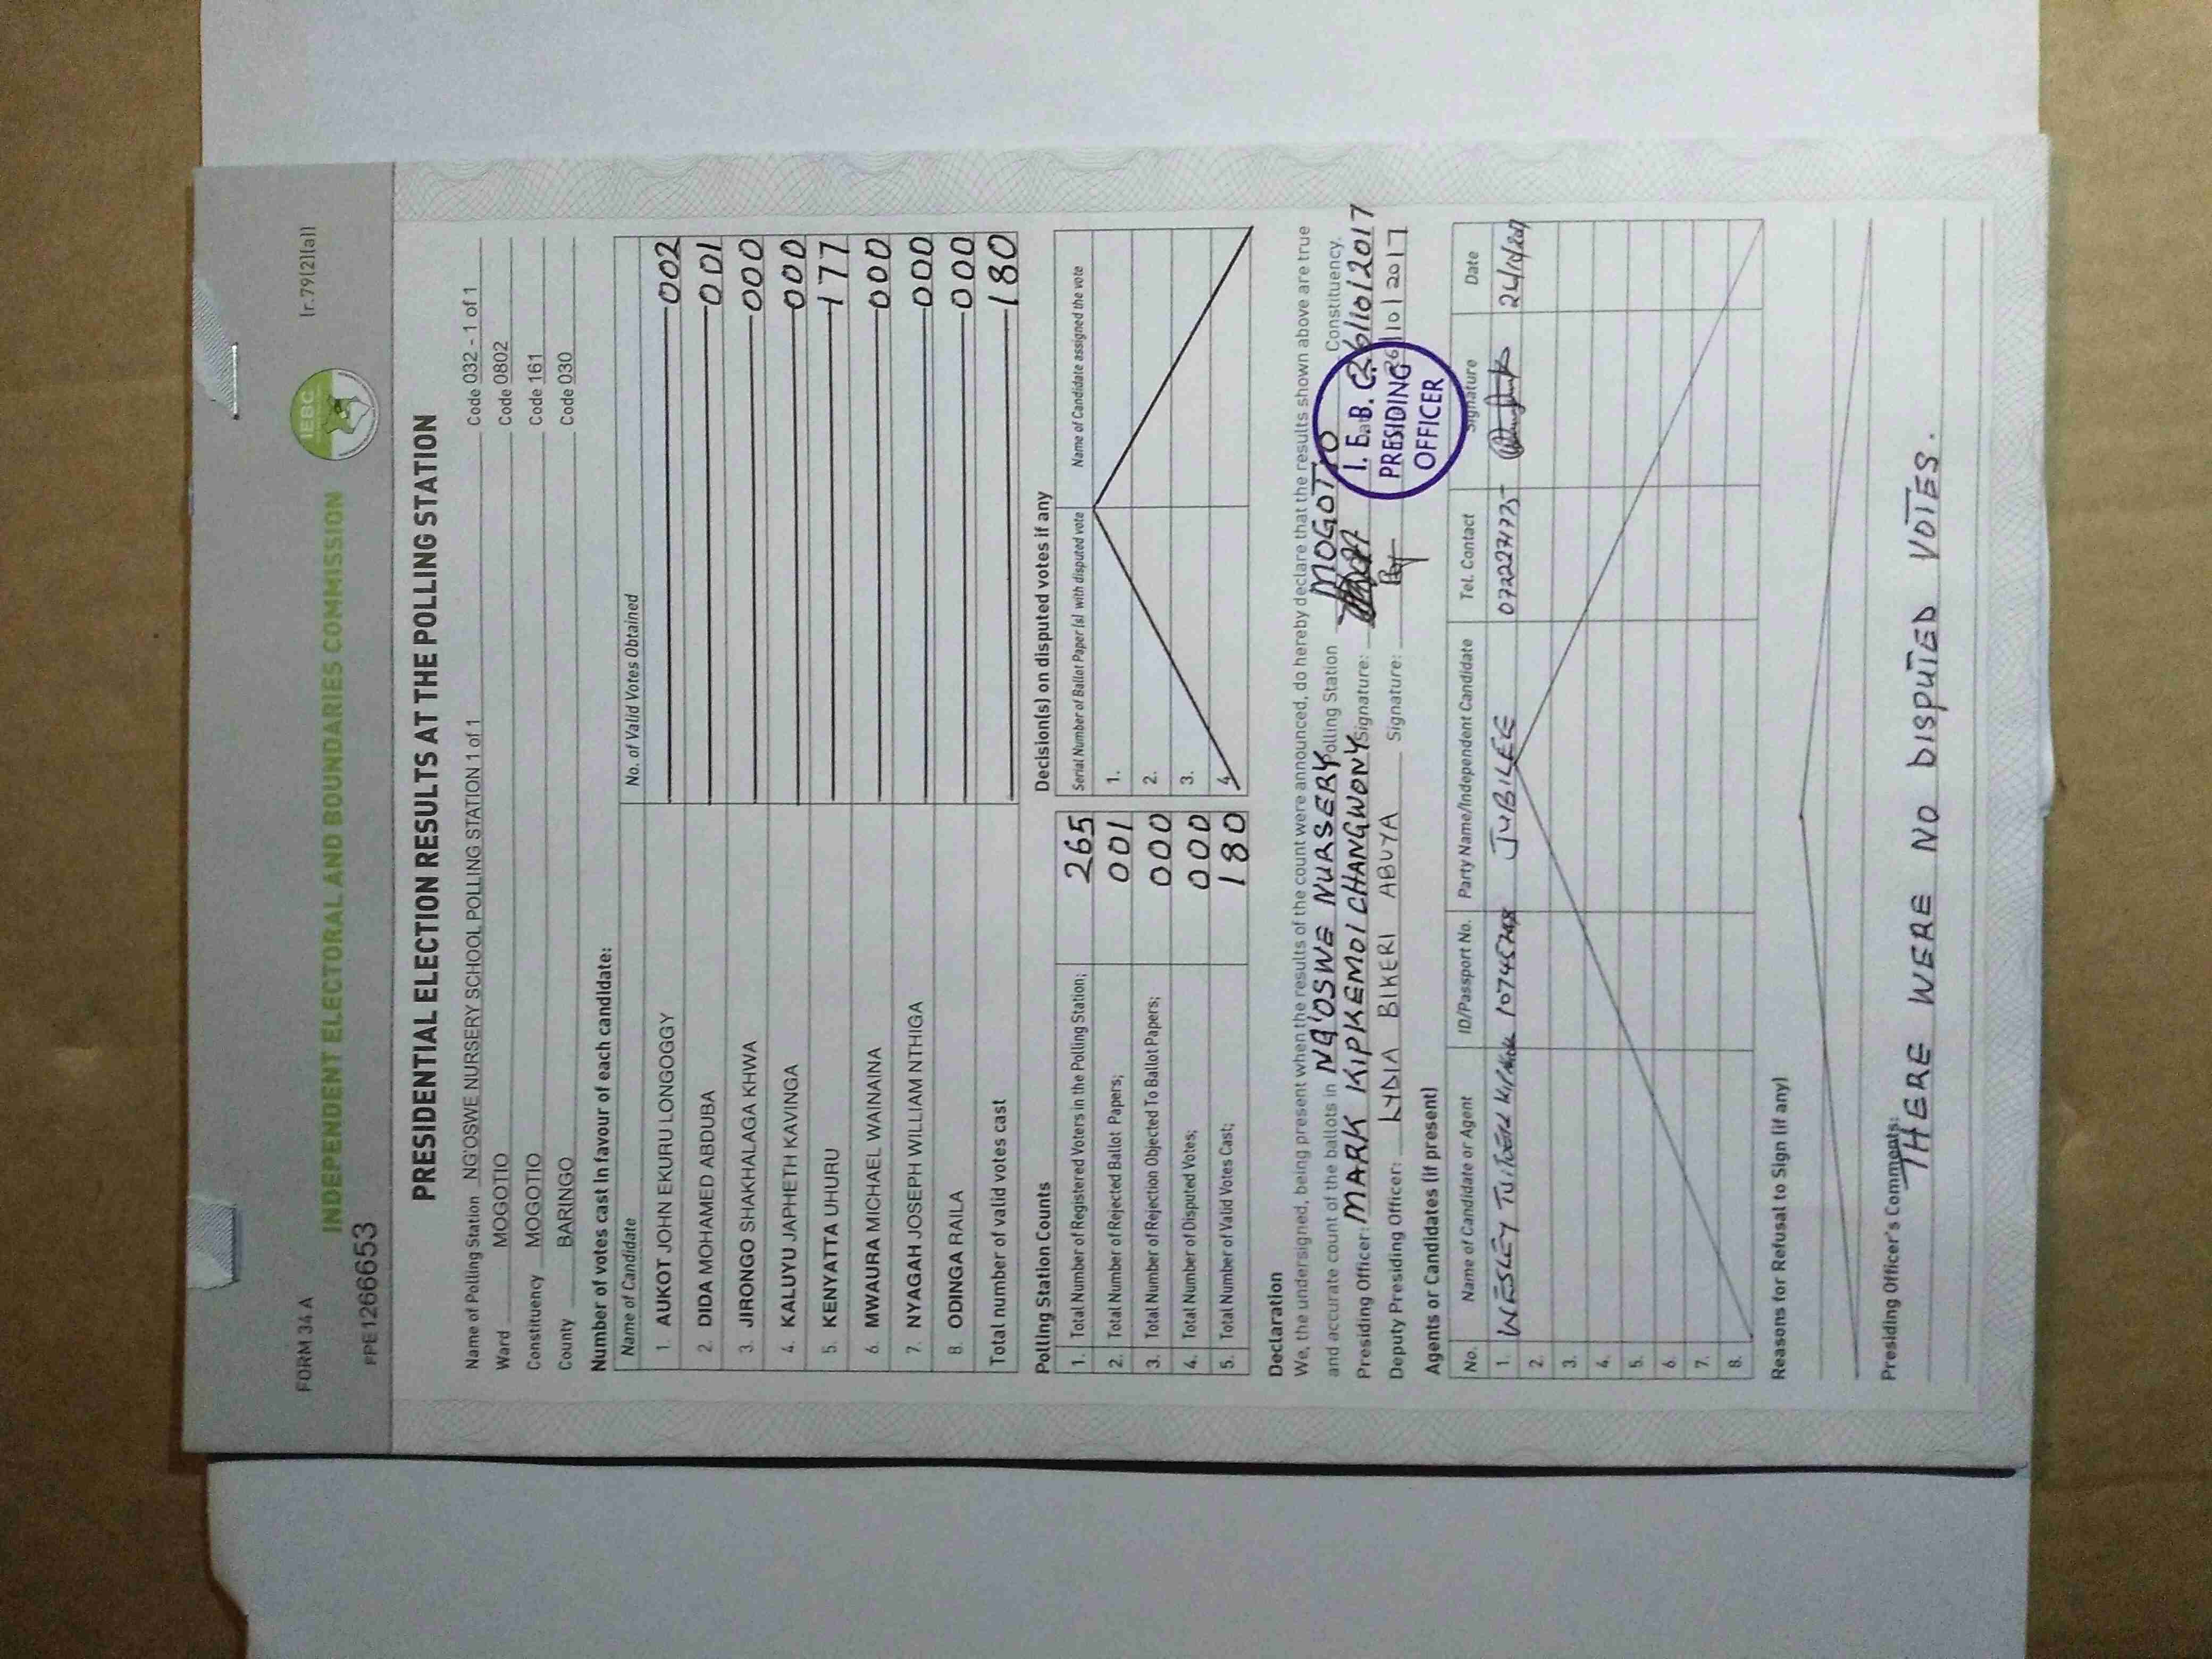 FORM 34 A
(r.79(2)(a))
IEBC
INDEPENDENT ELECTORAL AND BOUNDARIES COMMISSION
PPE1266653
PRESIDENTIAL ELECTION RESULTS AT THE POLLING STATION
Name of Polling Station NG'OSWE NURSERY SCHOOL POLLING STATION 1 of 1 Code 032 - 1 of 1
Ward MOGOTIO Code 0802
Constituency MOGOTIO Code 161
County BARINGO Code 030
Number of votes cast in favour of each candidate:
Name of Candidate No. of Valid Votes Obtained
1. AUKOT JOHN EKURU LONGOGGY 002
2. DIDA MOHAMED ABDUBA 001
3. JIRONGO SHAKHALAGA KHWA 000
4. KALUYU JAPHETH KAVINGA 000
5. KENYATTA UHURU 177
6. MWAURA MICHAEL WAINAINA 000
7. NYAGAH JOSEPH WILLIAM NTHIGA 000
8. ODINGA RAILA 000
Total number of valid votes cast 180
Polling Station Counts
1. Total Number of Registered Voters in the Polling Station; 265
2. Total Number of Rejected Ballot Papers; 001
3. Total Number of Rejection Objected To Ballot Papers; 000
4. Total Number of Disputed Votes; 000
5. Total Number of Valid Votes Cast; 180
Decision(s) on disputed votes if any
Serial Number of Ballot Paper (s) with disputed vote Name of Candidate assigned the vote
1.
2.
3.
4.
Declaration
We, the undersigned, being present when the results of the count were announced, do hereby declare that the results shown above are true
and accurate count of the ballots in NG'OSWE NURSERY Polling Station MOGOTIO Constituency.
Presiding Officer: MARK KIPKEMOI CHANGWONY Signature: 26/10/2017
Deputy Presiding Officer: LYDIA BIKERI ABUYA Signature: 26/10/2017
I. E. B. C.
PRESIDING
OFFICER
Agents or Candidates (if present)
No. Name of Candidate or Agent ID/Passport No. Party Name/Independent Candidate Tel. Contact Signature Date
1. WESLEY JUBILEE
2.
3.
4.
5.
6.
7.
8.
Reasons for Refusal to Sign (if any)
Presiding Officer's Comments:
THERE WERE NO DISPUTED VOTES.